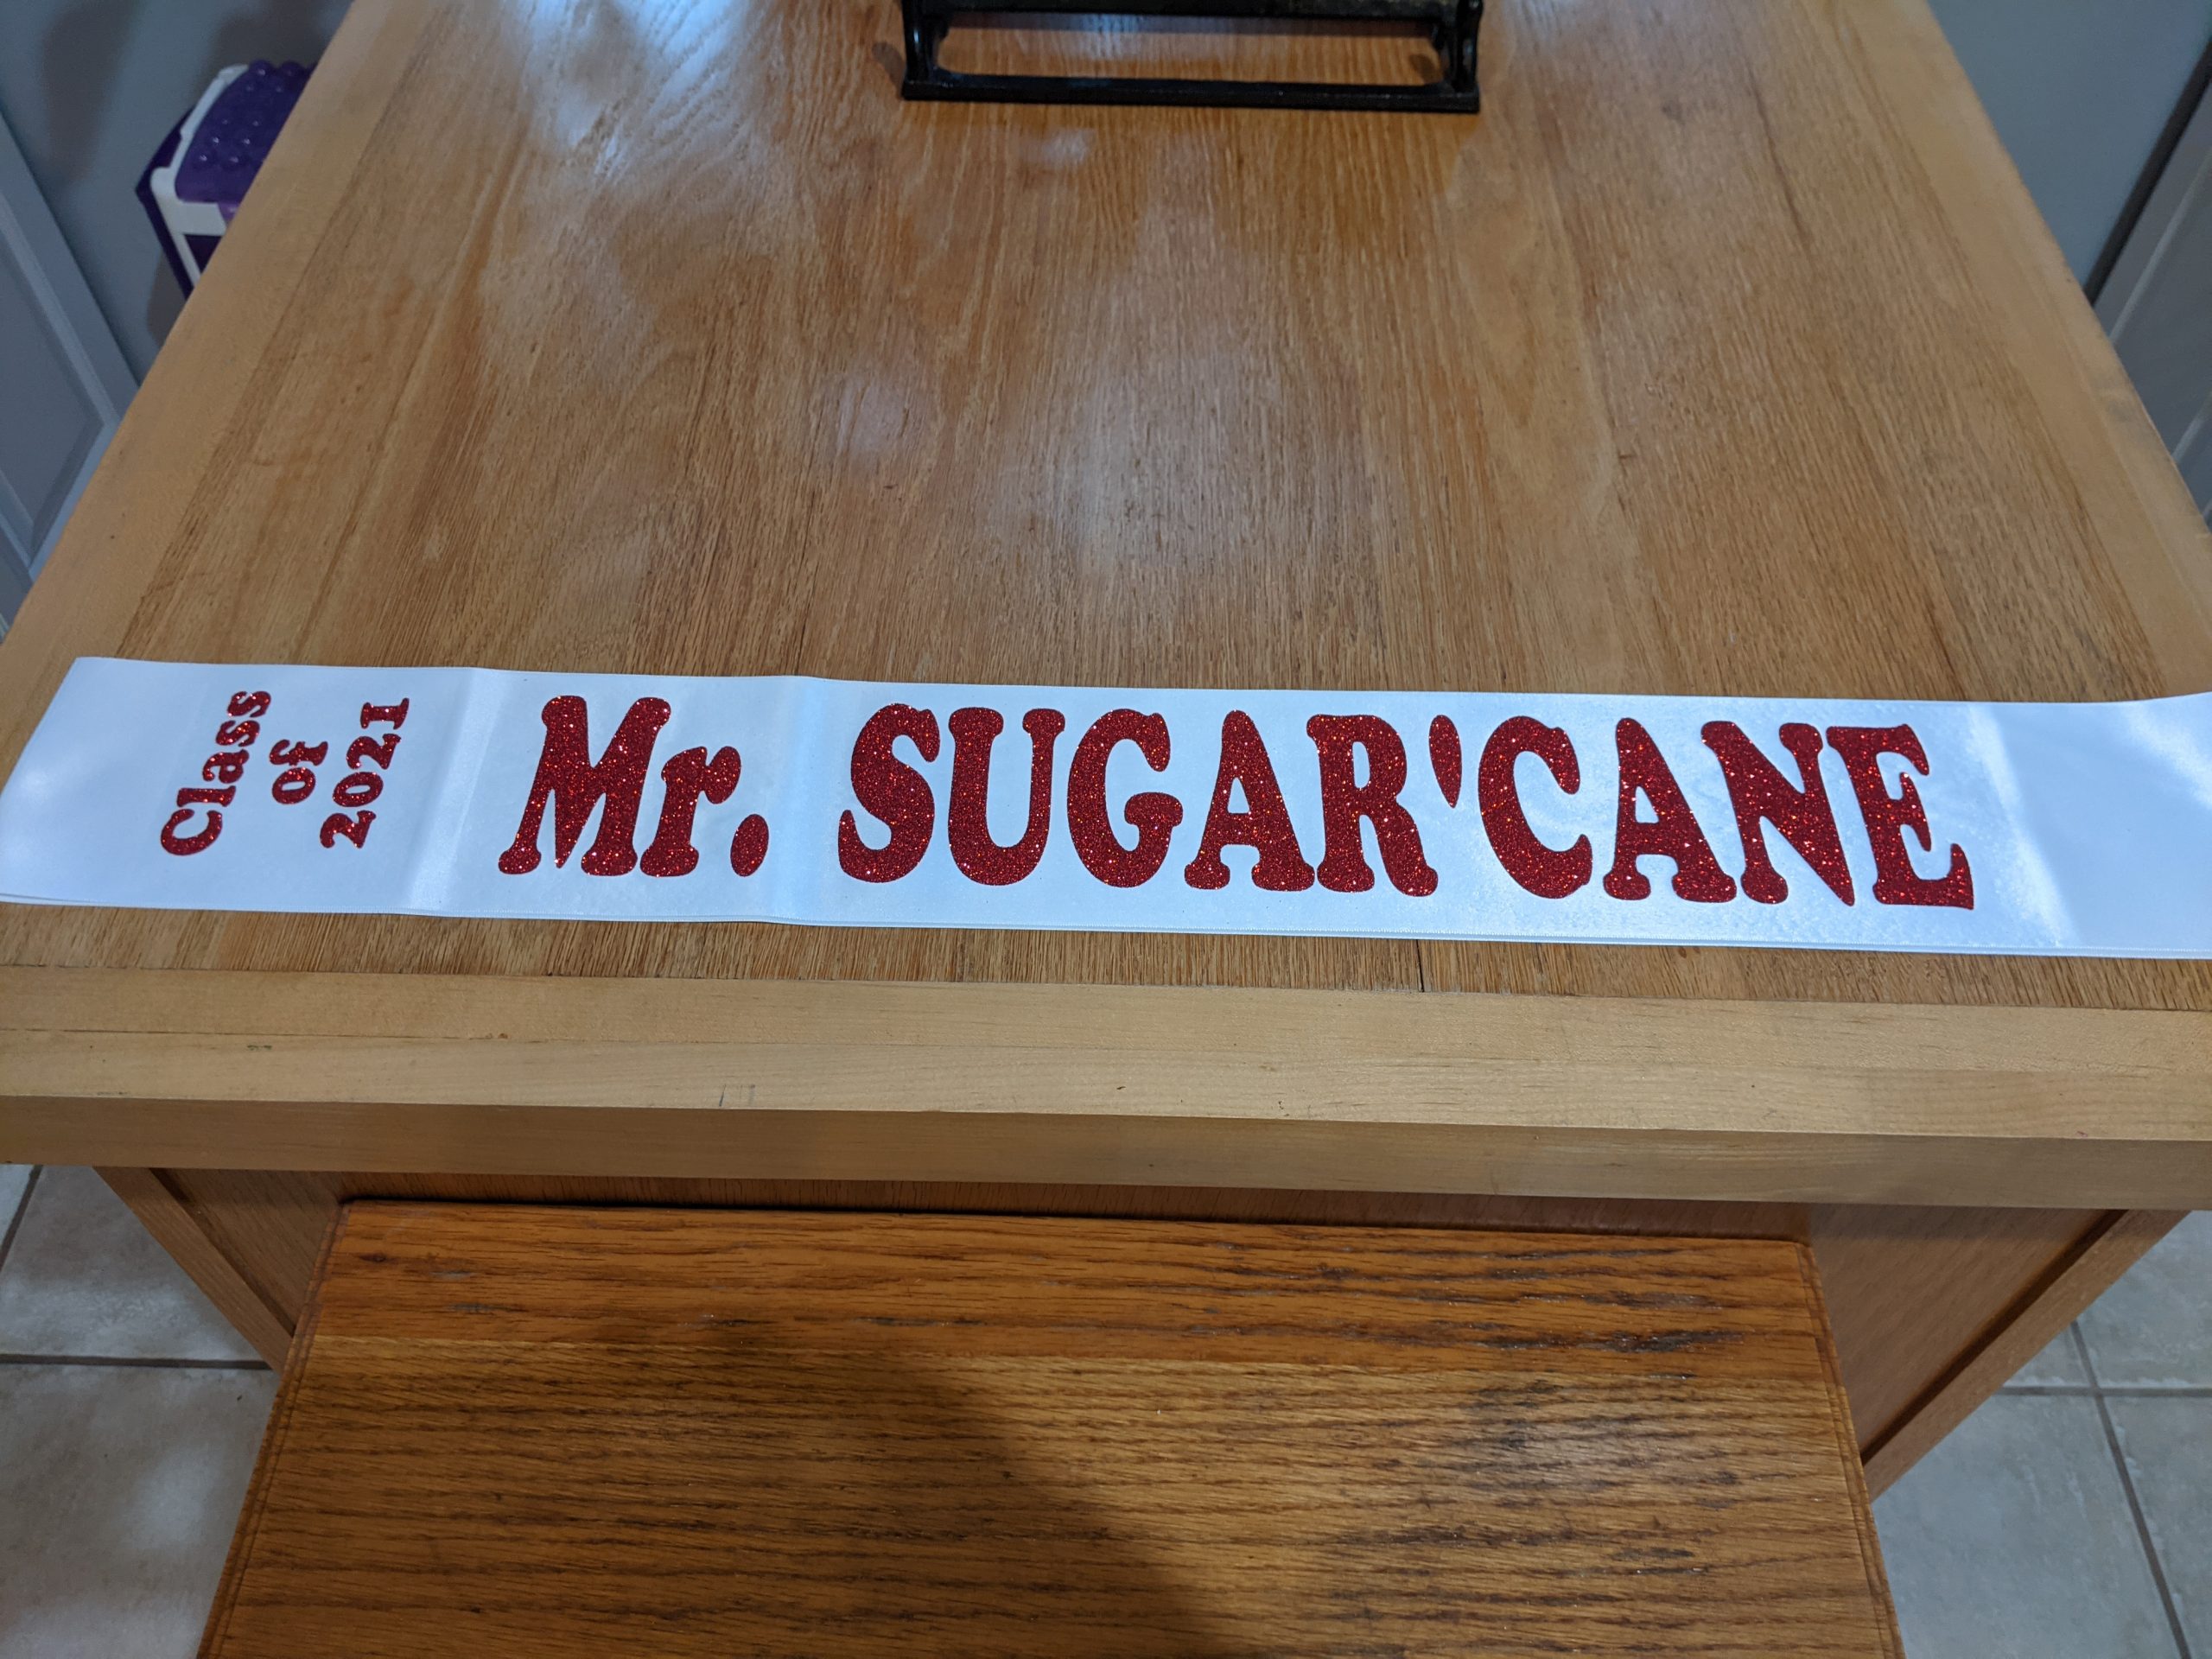 Class
of
2021
Mr. SUGAR'CANE